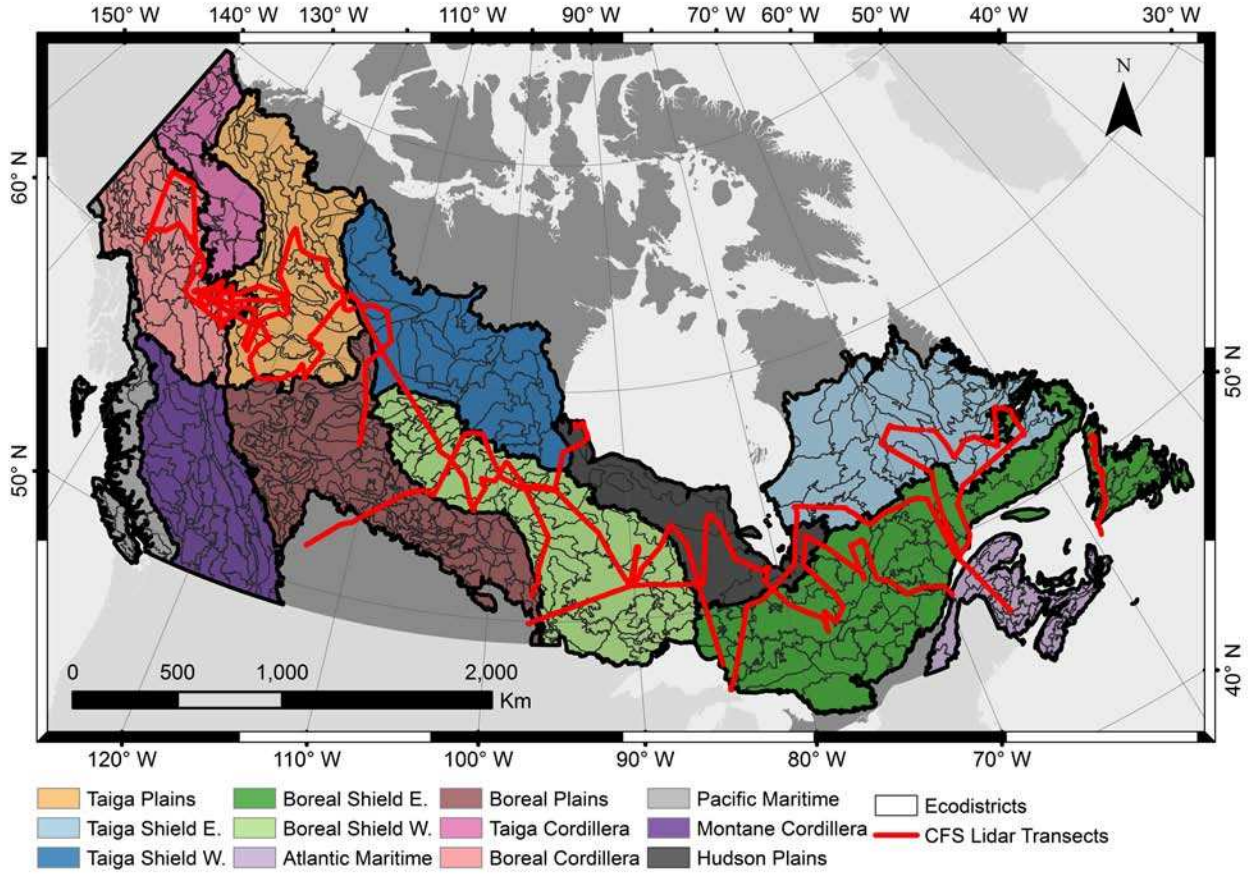 150° W 140° W 130° W 110° W 90° W 70° W 60° W 50° W 40° W 30° W
N
60° N
50° N
50° N
40° N
0 500 1,000 2,000
Km
120° W 110° W 100° W 90° W 80° W 70° W
Taiga Plains Boreal Shield E. Boreal Plains Pacific Maritime Ecodistricts
Taiga Shield E. Boreal Shield W. Taiga Cordillera Montane Cordillera CFS Lidar Transects
Taiga Shield W. Atlantic Maritime Boreal Cordillera Hudson Plains